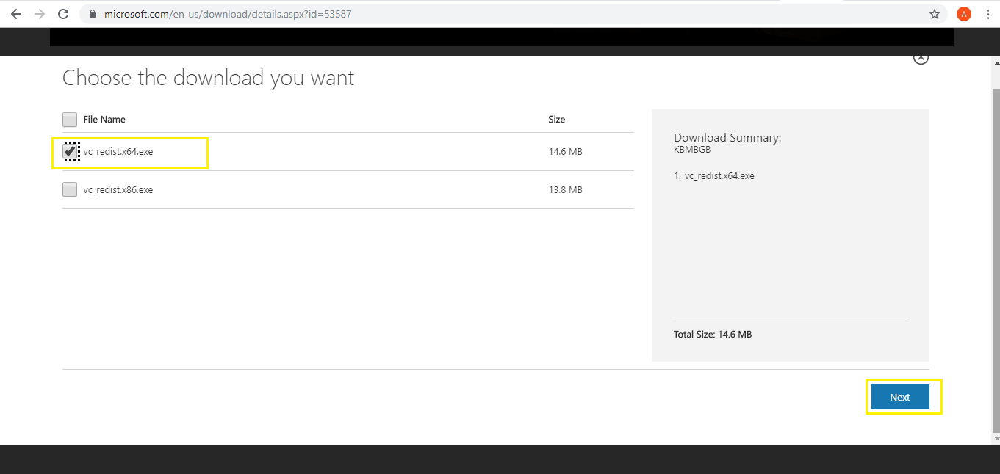 microsoft.com/en-us/download/details.aspx?id=53587
A
Choose the download you want
File Name Size
vc_redist.x64.exe 14.6 MB
vc_redist.x86.exe 13.8 MB
Download Summary:
KBMBGB
1. vc_redist.x64.exe
Total Size: 14.6 MB
Next